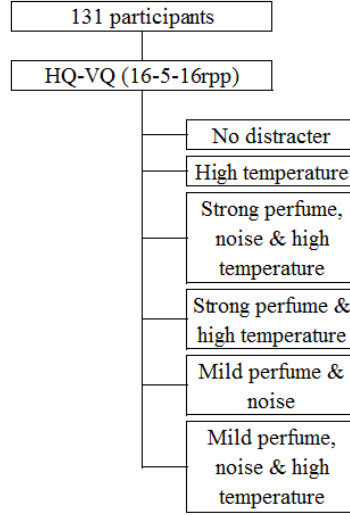 131 participants
HQ-VQ (16-5-16rpp)
No distracter
High temperature
Strong perfume,
noise & high
temperature
Strong perfume &
high temperature
Mild perfume &
noise
Mild perfume,
noise & high
temperature